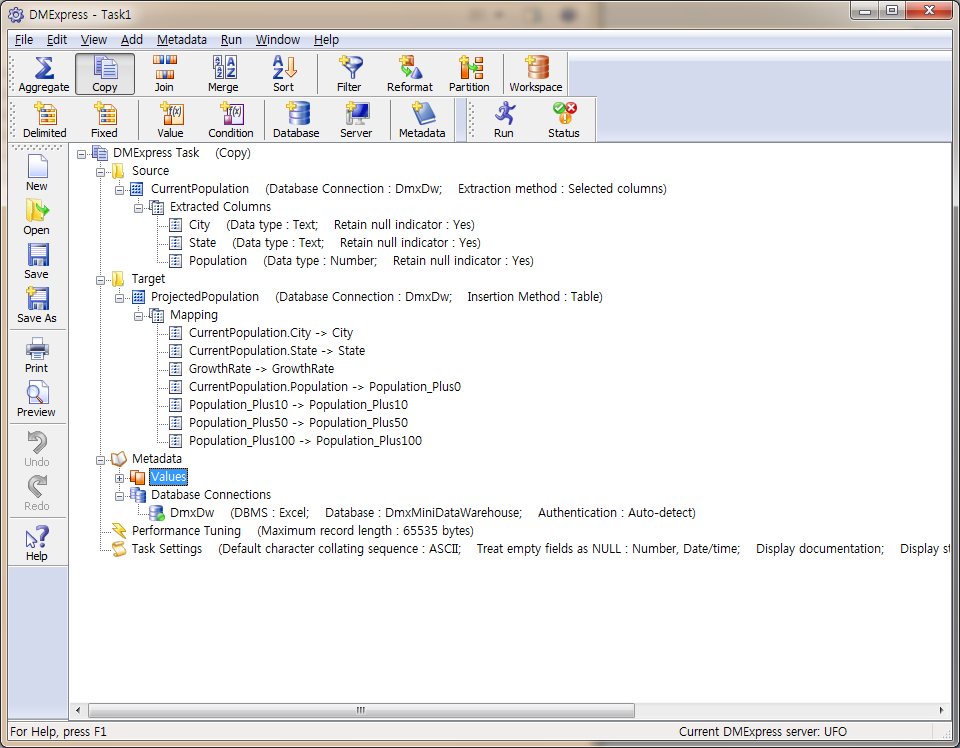 DMExpress - Task1
File Edit View Add Metadata Run Window Help
Aggregate Copy Join Merge Sort Filter Reformat Partition Workspace
Delimited Fixed Value Condition Database Server Metadata Run Status
New
Open
Save
Save As
Print
Preview
Undo
Redo
Help
DMExpress Task (Copy)
Source
CurrentPopulation (Database Connection : DmxDw; Extraction method : Selected columns)
Extracted Columns
City (Data type : Text; Retain null indicator : Yes)
State (Data type : Text; Retain null indicator : Yes)
Population (Data type : Number; Retain null indicator : Yes)
Target
ProjectedPopulation (Database Connection : DmxDw; Insertion Method : Table)
Mapping
CurrentPopulation.City -> City
CurrentPopulation.State -> State
GrowthRate -> GrowthRate
CurrentPopulation.Population -> Population_Plus0
Population_Plus10 -> Population_Plus10
Population_Plus50 -> Population_Plus50
Population_Plus100 -> Population_Plus100
Metadata
Values
Database Connections
DmxDw (DBMS : Excel; Database : DmxMiniDataWarehouse; Authentication : Auto-detect)
Performance Tuning (Maximum record length : 65535 bytes)
Task Settings (Default character collating sequence : ASCII; Treat empty fields as NULL : Number, Date/time; Display documentation; Display st
For Help, press F1
Current DMExpress server: UFO